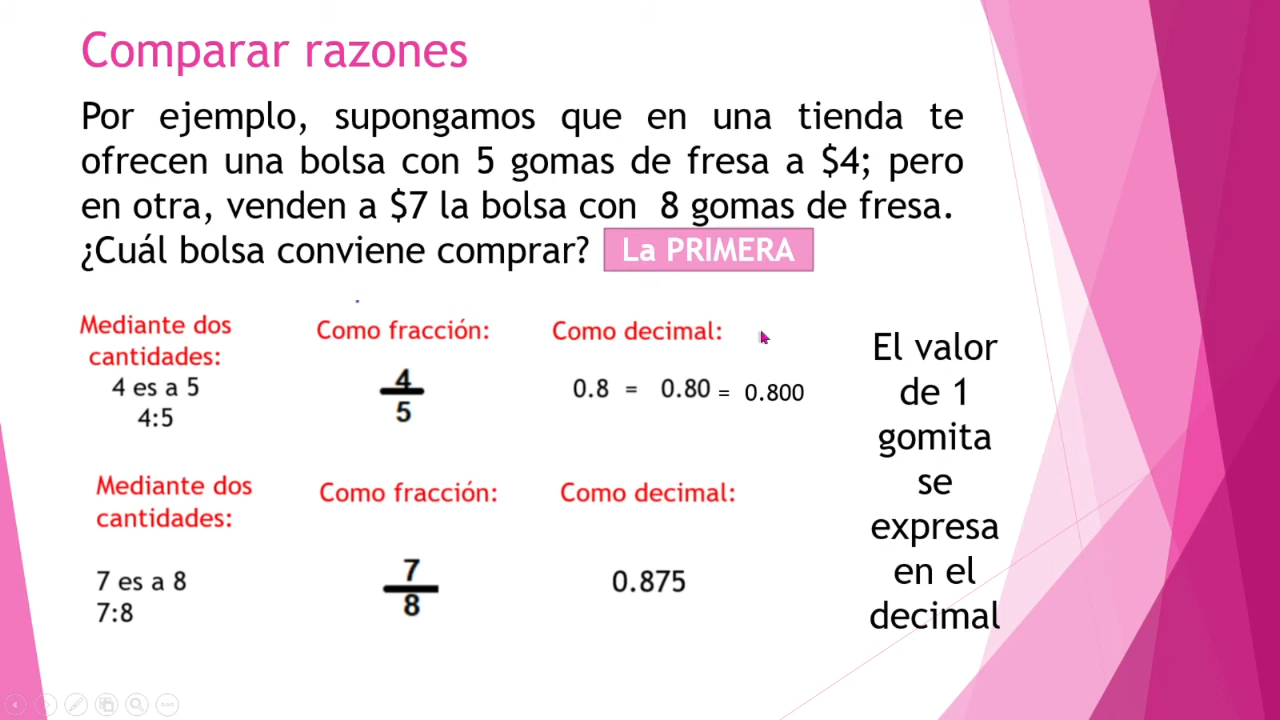 Comparar razones
Por ejemplo, supongamos que en una tienda te
ofrecen una bolsa con 5 gomas de fresa a $4; pero
en otra, venden a $7 la bolsa con 8 gomas de fresa.
¿Cuál bolsa conviene comprar? La PRIMERA
Mediante dos
cantidades:
4 es a 5
4:5
Como fracción:
4
5
Como decimal:
0.8 = 0.80 = 0.800
Mediante dos
cantidades:
7 es a 8
7:8
Como fracción:
7
8
Como decimal:
0.875
El valor
de 1
gomita
se
expresa
en el
decimal